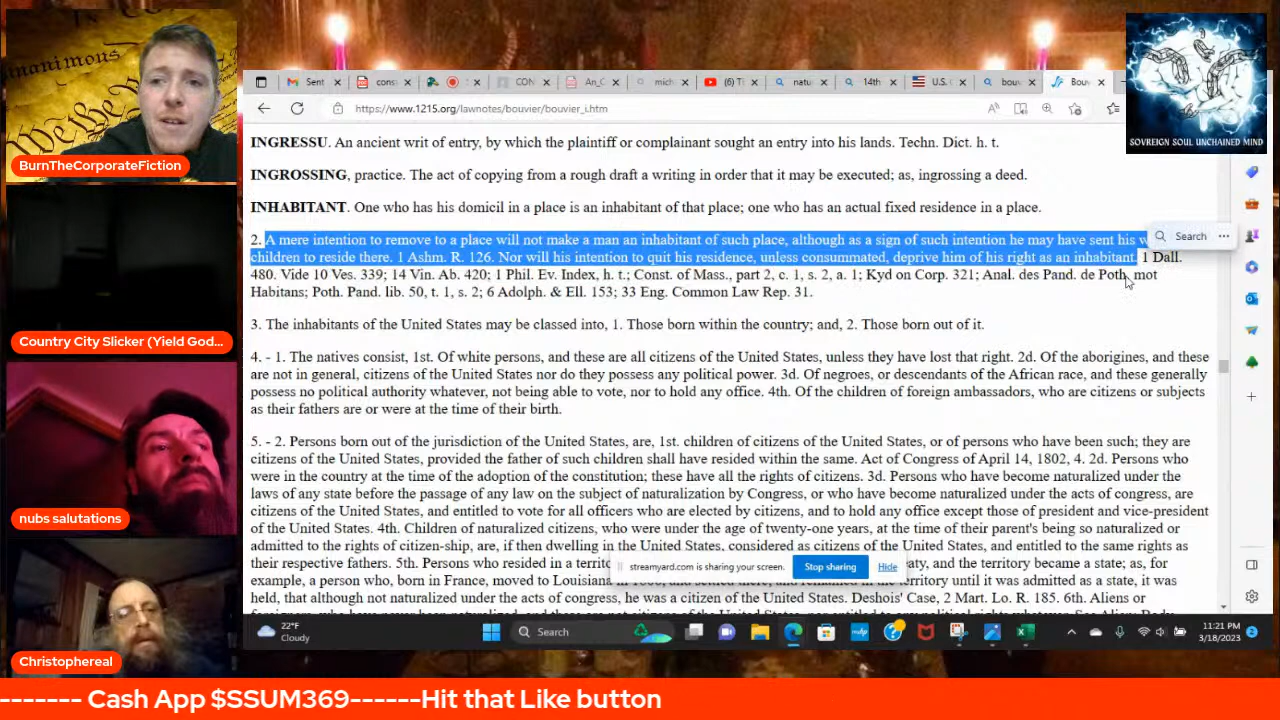 unanimous
We the
BurnTheCorporateFiction
Country City Slicker (Yield God...
nubs salutations
Christophereal
SOVREIGN SOUL UNCHAINED MIND
Sent
cons
CON
An_C
mich
(6) T
natu
14th
U.S.
bouv
Bouv
https://www.1215.org/lawnotes/bouvier/bouvier_i.htm
INGRESSU. An ancient writ of entry, by which the plaintiff or complainant sought an entry into his lands. Techn. Dict. h. t.
INGROSSING, practice. The act of copying from a rough draft a writing in order that it may be executed; as, ingrossing a deed.
INHABITANT. One who has his domicil in a place is an inhabitant of that place; one who has an actual fixed residence in a place.
2. A mere intention to remove to a place will not make a man an inhabitant of such place, although as a sign of such intention he may have sent his w
children to reside there. 1 Ashm. R. 126. Nor will his intention to quit his residence, unless consummated, deprive him of his right as an inhabitant. 1 Dall.
480. Vide 10 Ves. 339; 14 Vin. Ab. 420; 1 Phil. Ev. Index, h. t.; Const. of Mass., part 2, c. 1, s. 2, a. 1; Kyd on Corp. 321; Anal. des Pand. de Poth. mot
Habitans; Poth. Pand. lib. 50, t. 1, s. 2; 6 Adolph. & Ell. 153; 33 Eng. Common Law Rep. 31.
Search
3. The inhabitants of the United States may be classed into, 1. Those born within the country; and, 2. Those born out of it.
4. - 1. The natives consist, 1st. Of white persons, and these are all citizens of the United States, unless they have lost that right. 2d. Of the aborigines, and these
are not in general, citizens of the United States nor do they possess any political power. 3d. Of negroes, or descendants of the African race, and these generally
possess no political authority whatever, not being able to vote, nor to hold any office. 4th. Of the children of foreign ambassadors, who are citizens or subjects
as their fathers are or were at the time of their birth.
5. - 2. Persons born out of the jurisdiction of the United States, are, 1st. children of citizens of the United States, or of persons who have been such; they are
citizens of the United States, provided the father of such children shall have resided within the same. Act of Congress of April 14, 1802, 4. 2d. Persons who
were in the country at the time of the adoption of the constitution; these have all the rights of citizens. 3d. Persons who have become naturalized under the
laws of any state before the passage of any law on the subject of naturalization by Congress, or who have become naturalized under the acts of congress, are
citizens of the United States, and entitled to vote for all officers who are elected by citizens, and to hold any office except those of president and vice-president
of the United States. 4th. Children of naturalized citizens, who were under the age of twenty-one years, at the time of their parent's being so naturalized or
admitted to the rights of citizen-ship, are, if then dwelling in the United States, considered as citizens of the United States, and entitled to the same rights as
their respective fathers. 5th. Persons who resided in a territo eaty, and the territory became a state; as, for
example, a person who, born in France, moved to Louisiana territory until it was admitted as a state, it was
held, that although not naturalized under the acts of congress, he was a citizen of the United States. Deshois' Case, 2 Mart. Lo. R. 185. 6th. Aliens or
streamyard.com is sharing your screen.
Stop sharing
Hide
22°F
Cloudy
Search
11:21 PM
3/18/2023
------- Cash App $SSUM369------Hit that Like button